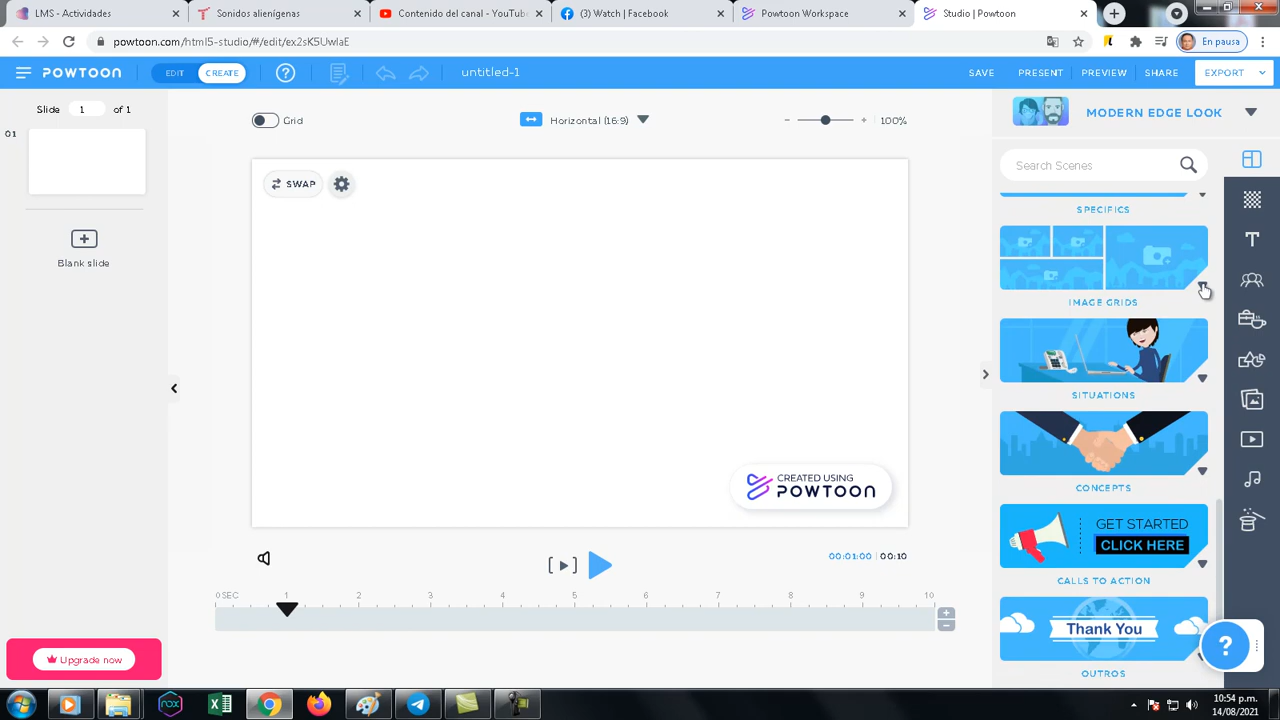 LMS - Actividades
Sonidos alienígenas
Contenido del canal - YouT
(3) Watch | Facebook
Powtoon Workspace
Studio | Powtoon
powtoon.com/html5-studio/#/edit/ex2sK5UwlaE
En pausa
POWTOON
EDIT
CREATE
untitled-1
SAVE
PRESENT
PREVIEW
SHARE
EXPORT
Slide 1 of 1
Grid
Horizontal (16:9)
100%
MODERN EDGE LOOK
01
SWAP
Search Scenes
SPECIFICS
Blank slide
IMAGE GRIDS
SITUATIONS
CONCEPTS
CREATED USING
POWTOON
GET STARTED
CLICK HERE
CALLS TO ACTION
00:01:00 00:10
0 SEC 1 2 3 4 5 6 7 8 9 10
Thank You
OUTROS
Upgrade now
nox
10:54 p.m.
14/08/2021